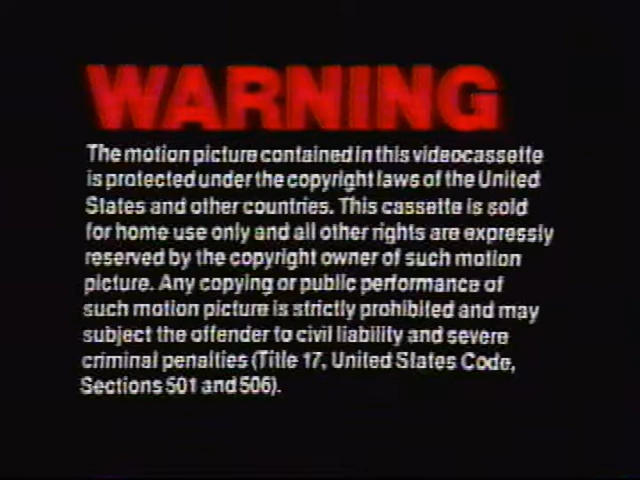 WARNING
The motion picture contained in this videocassette
is protected under the copyright laws of the United
States and other countries. This cassette is sold
for home use only and all other rights are expressly
reserved by the copyright owner of such motion
picture. Any copying or public performance of
such motion picture is strictly prohibited and may
subject the offender to civil liability and severe
criminal penalties (Title 17, United States Code,
Sections 501 and 506).